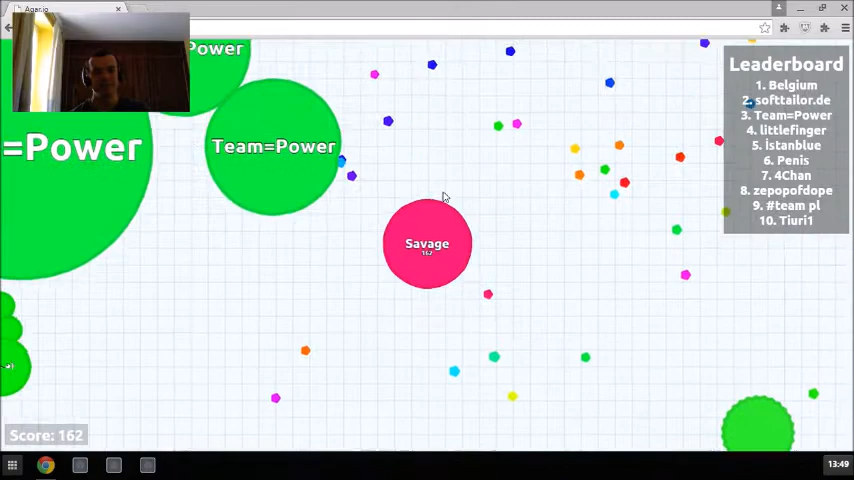 Agar.io
Power
=Power
Team=Power
Savage
162
Leaderboard
1. Belgium
2. softtailor.de
3. Team=Power
4. littlefinger
5. İstanblue
6. Penis
7. 4Chan
8. zepopofdope
9. #team pl
10. Tiuri1
Score: 162
13:49